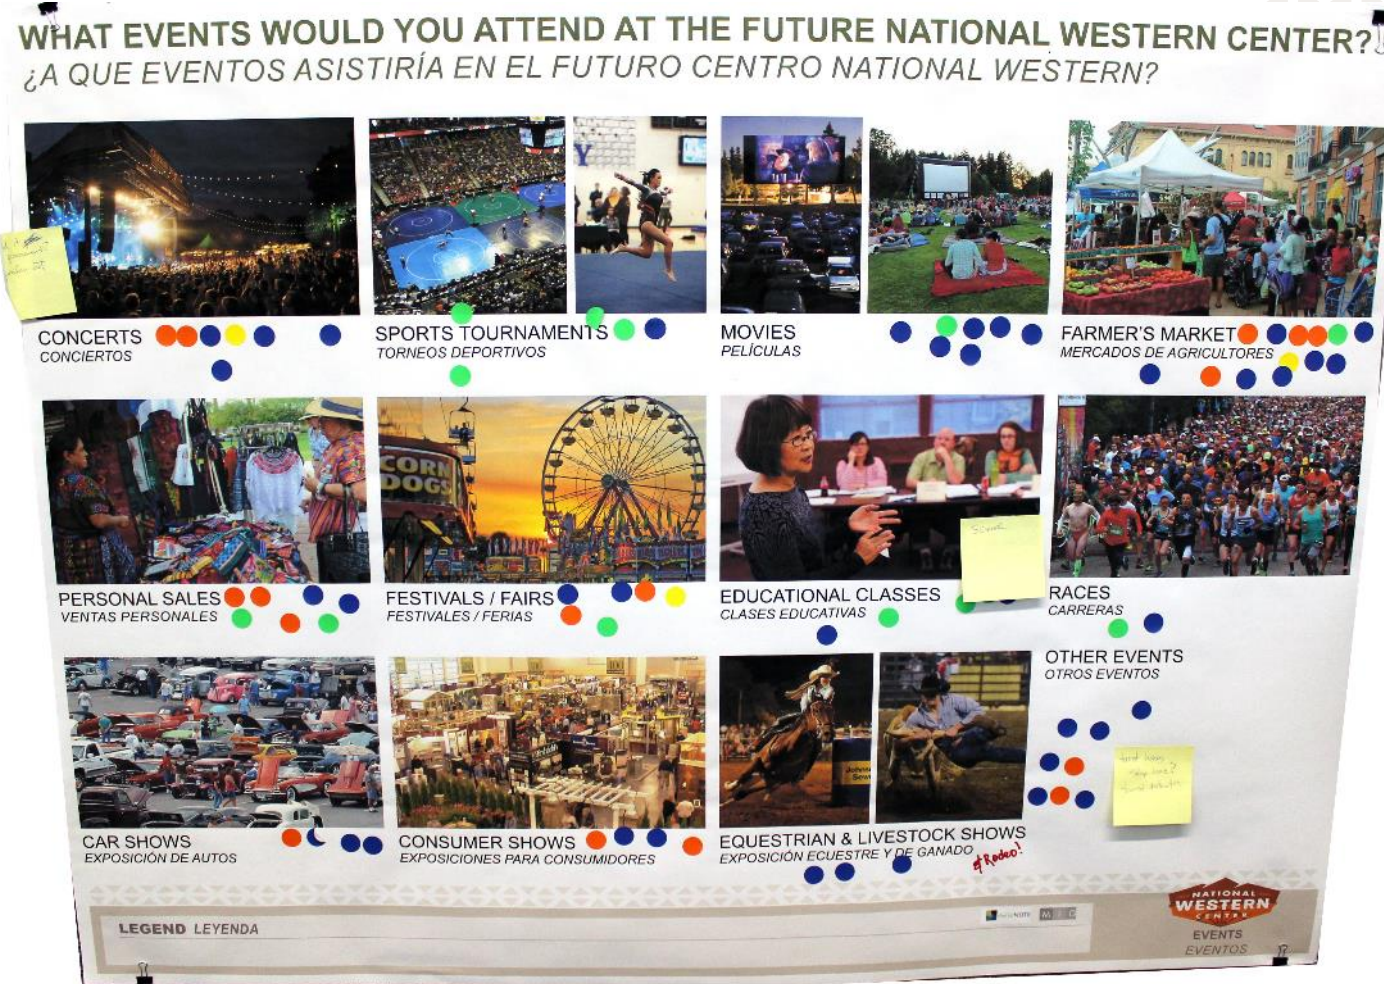 WHAT EVENTS WOULD YOU ATTEND AT THE FUTURE NATIONAL WESTERN CENTER?
¿A QUE EVENTOS ASISTIRÍA EN EL FUTURO CENTRO NATIONAL WESTERN?
CONCERTS
CONCIERTOS
SPORTS TOURNAMENTS
TORNEOS DEPORTIVOS
MOVIES
PELÍCULAS
FARMER'S MARKET
MERCADOS DE AGRICULTORES
CORN
DOGS
PERSONAL SALES
VENTAS PERSONALES
FESTIVALS / FAIRS
FESTIVALES / FERIAS
EDUCATIONAL CLASSES
CLASES EDUCATIVAS
RACES
CARRERAS
CAR SHOWS
EXPOSICIÓN DE AUTOS
CONSUMER SHOWS
EXPOSICIONES PARA CONSUMIDORES
EQUESTRIAN & LIVESTOCK SHOWS
EXPOSICIÓN ECUESTRE Y DE GANADO
& Rodeo!
OTHER EVENTS
OTROS EVENTOS
LEGEND LEYENDA
NATIONAL
WESTERN
CENTER
EVENTS
EVENTOS